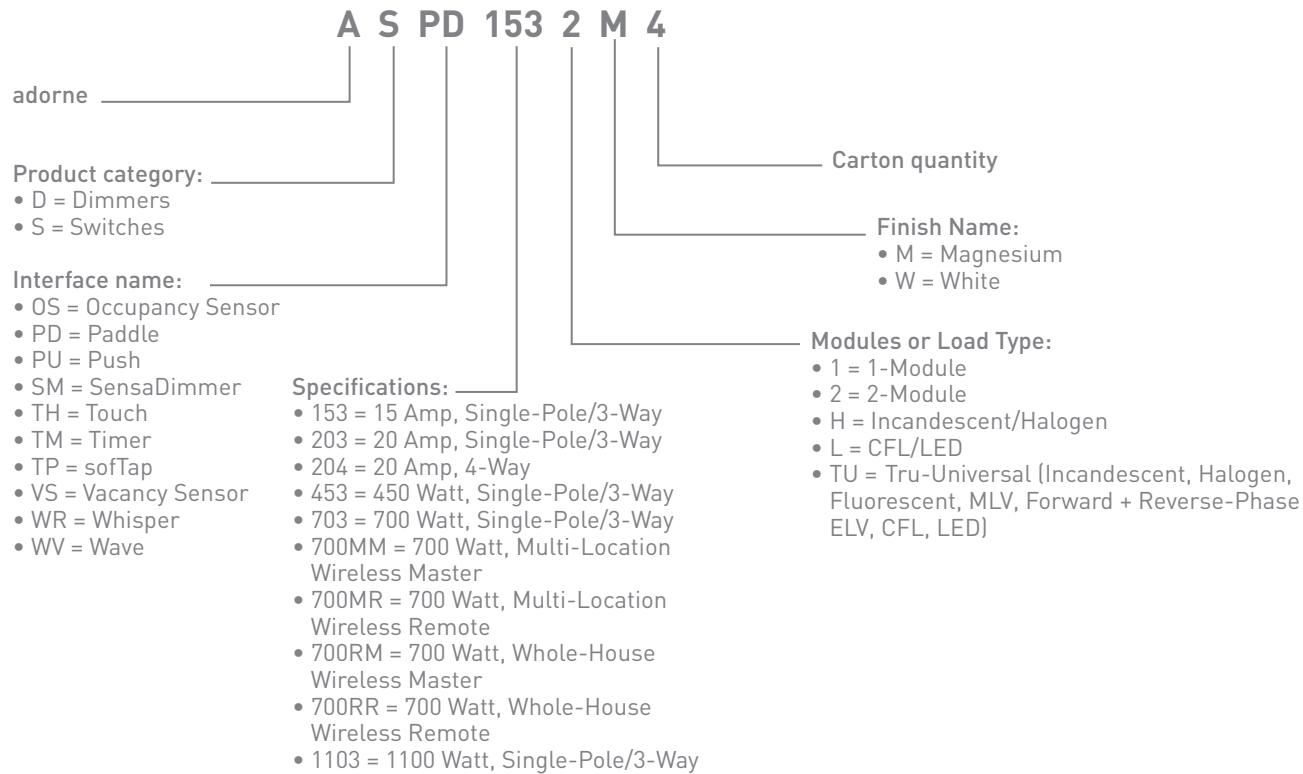 A S PD 153 2 M 4
adorne
Product category:
• D = Dimmers
• S = Switches
Interface name:
• OS = Occupancy Sensor
• PD = Paddle
• PU = Push
• SM = SensaDimmer
• TH = Touch
• TM = Timer
• TP = sofTap
• VS = Vacancy Sensor
• WR = Whisper
• WV = Wave
Specifications:
• 153 = 15 Amp, Single-Pole/3-Way
• 203 = 20 Amp, Single-Pole/3-Way
• 204 = 20 Amp, 4-Way
• 453 = 450 Watt, Single-Pole/3-Way
• 703 = 700 Watt, Single-Pole/3-Way
• 700MM = 700 Watt, Multi-Location
Wireless Master
• 700MR = 700 Watt, Multi-Location
Wireless Remote
• 700RM = 700 Watt, Whole-House
Wireless Master
• 700RR = 700 Watt, Whole-House
Wireless Remote
• 1103 = 1100 Watt, Single-Pole/3-Way
Carton quantity
Finish Name:
• M = Magnesium
• W = White
Modules or Load Type:
• 1 = 1-Module
• 2 = 2-Module
• H = Incandescent/Halogen
• L = CFL/LED
• TU = Tru-Universal (Incandescent, Halogen,
Fluorescent, MLV, Forward + Reverse-Phase
ELV, CFL, LED)